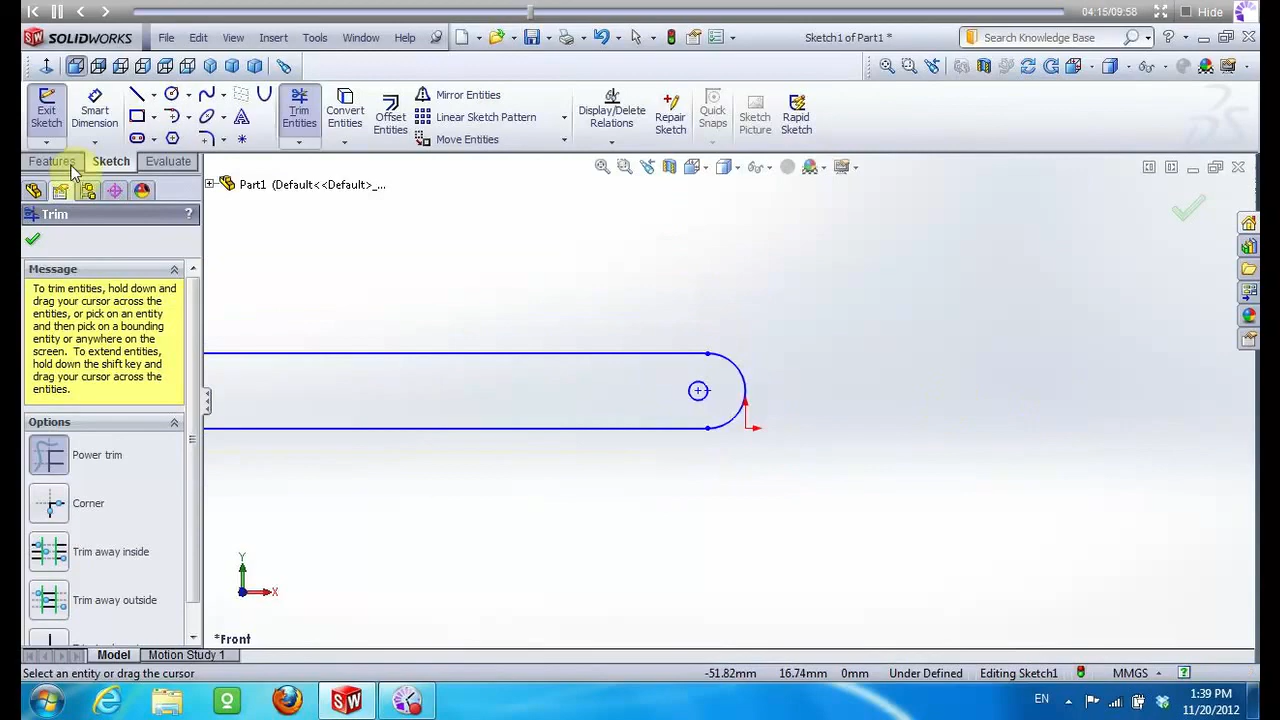 04:15/09:58
Hide
SOLIDWORKS
File Edit View Insert Tools Window Help
Sketch1 of Part1 *
Search Knowledge Base
Exit Sketch
Smart Dimension
Trim Entities
Convert Entities
Offset Entities
Mirror Entities
Linear Sketch Pattern
Move Entities
Display/Delete Relations
Repair Sketch
Quick Snaps
Sketch Picture
Rapid Sketch
Features Sketch Evaluate
Part1 (Default<<Default>_...
Trim ?
Message
To trim entities, hold down and
drag your cursor across the
entities, or pick on an entity
and then pick on a bounding
entity or anywhere on the
screen. To extend entities,
hold down the shift key and
drag your cursor across the
entities.
Options
Power trim
Corner
Trim away inside
Trim away outside
Y
X
*Front
Model Motion Study 1
Select an entity or drag the cursor
-51.82mm 16.74mm 0mm Under Defined Editing Sketch1 MMGS
EN
1:39 PM
11/20/2012